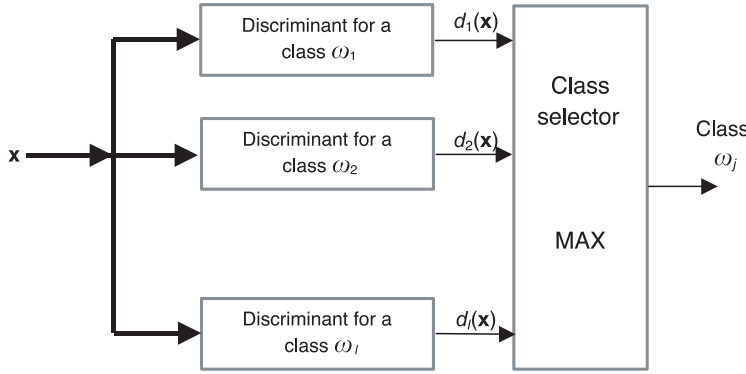 Discriminant for a
class ω₁
d₁(x)
Discriminant for a
class ω₂
d₂(x)
x
Discriminant for a
class ωₗ
dₗ(x)
Class
selector
MAX
Class
ωⱼ